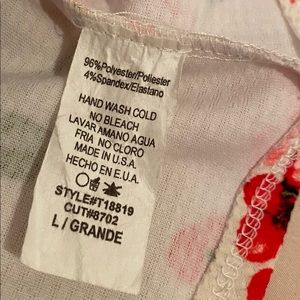 96%Polyester/Poliester
4%Spandex/Elastano
HAND WASH COLD
NO BLEACH
LAVAR AMANO AGUA
FRIA NO CLORO
MADE IN U.S.A.
HECHO EN E.U.A.
STYLE#T18819
CUT#8702
L / GRANDE